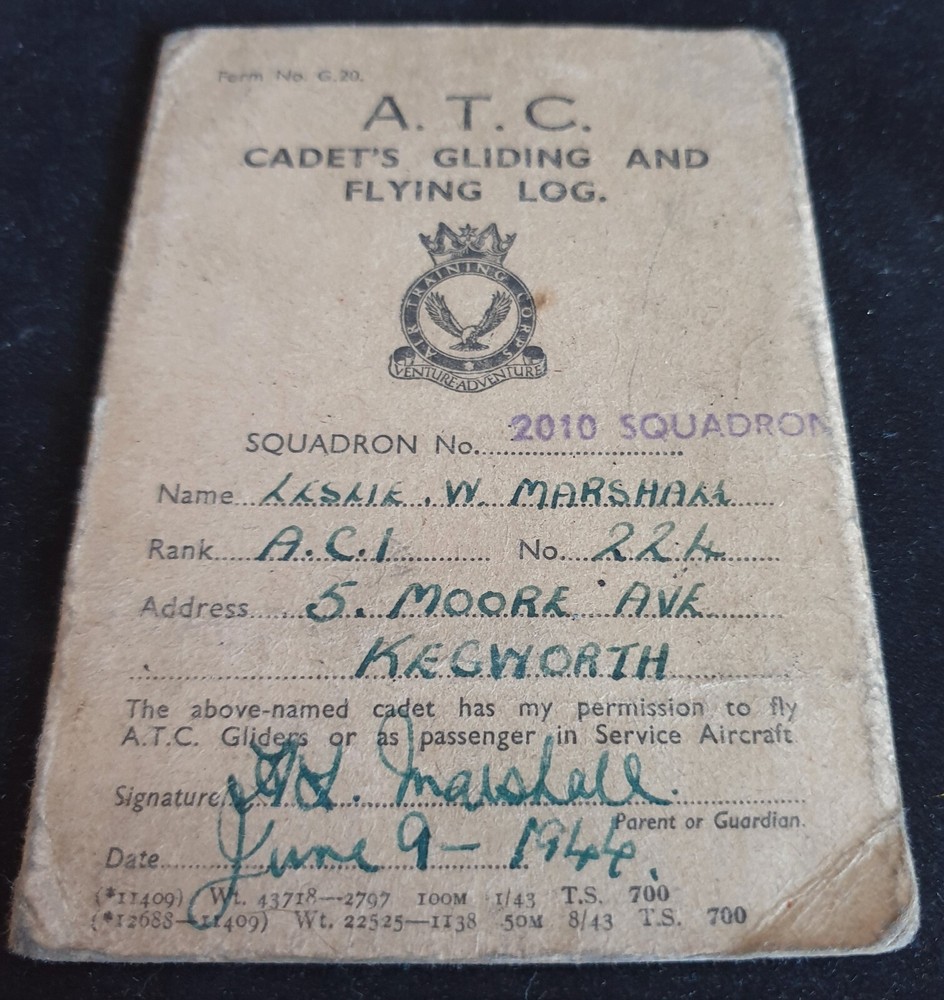 Form No. G.20.
A. T. C.
CADET'S GLIDING AND
FLYING LOG.
AIR TRAINING CORPS
VENTURE ADVENTURE
SQUADRON No. 2010 SQUADRON
Name LESLIE. W. MARSHALL
Rank A.C.1 No. 224
Address 5. MOORE AVE
KEGWORTH
The above-named cadet has my permission to fly
A.T.C. Gliders or as passenger in Service Aircraft
Signature Marshall.
Parent or Guardian.
Date June 9 - 1944.
(*11409) Wt. 43718—2797 100M 1/43 T.S. 700
(*12688—11409) Wt. 22525—1138 50M 8/43 T.S. 700